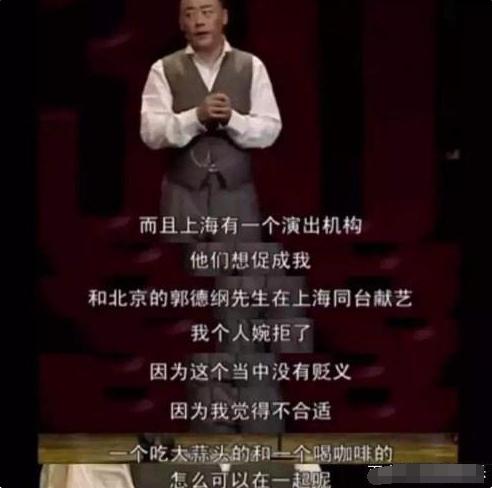 而且上海有一个演出机构
他们想促成我
和北京的郭德纲先生在上海同台献艺
我个人婉拒了
因为这个当中没有贬义
因为我觉得不合适
一个吃大蒜头的和一个喝咖啡的
怎么可以在一起呢